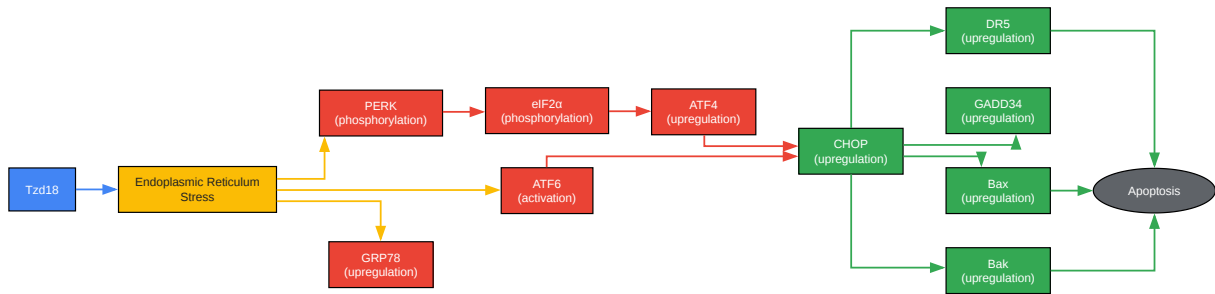 Tzd18
Endoplasmic Reticulum
Stress
PERK
(phosphorylation)
eIF2α
(phosphorylation)
ATF4
(upregulation)
ATF6
(activation)
GRP78
(upregulation)
CHOP
(upregulation)
DR5
(upregulation)
GADD34
(upregulation)
Bax
(upregulation)
Bak
(upregulation)
Apoptosis